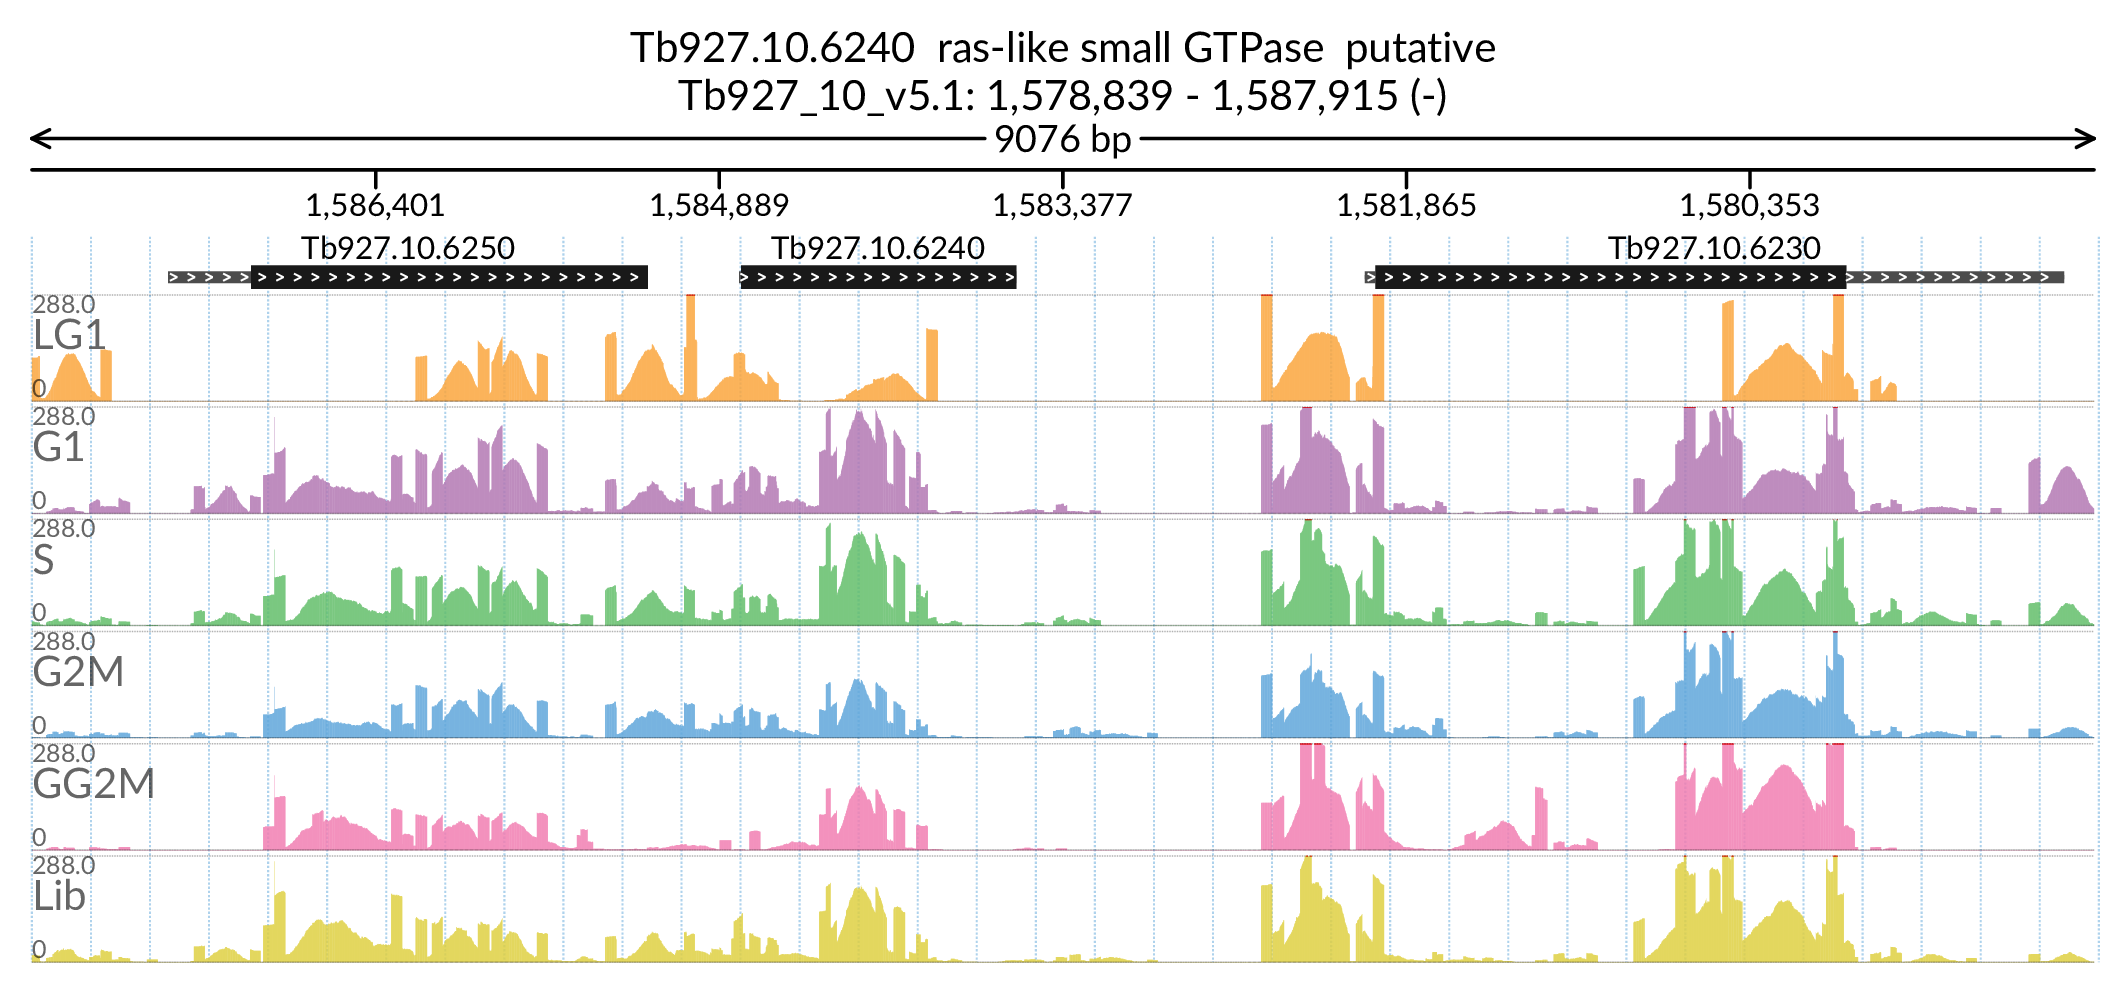 Tb927.10.6240 ras-like small GTPase putative
Tb927_10_v5.1: 1,578,839 - 1,587,915 (-)
9076 bp
1,586,401 1,584,889 1,583,377 1,581,865 1,580,353
Tb927.10.6250 Tb927.10.6240 Tb927.10.6230
288.0
LG1
0
288.0
G1
0
288.0
S
0
288.0
G2M
0
288.0
GG2M
0
288.0
Lib
0